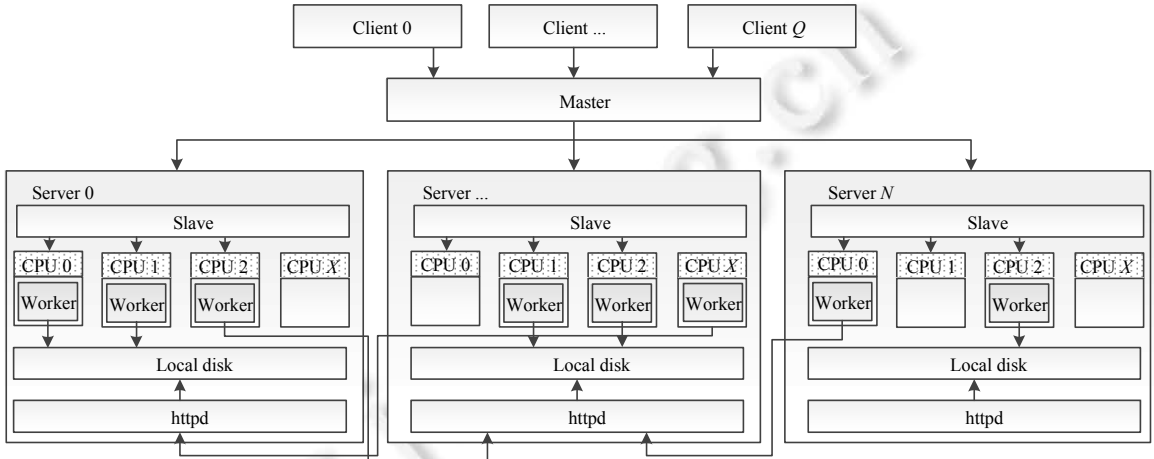 Client 0
Client ...
Client Q
Master
Server 0
Server ...
Server N
Slave
Slave
Slave
CPU 0
CPU 1
CPU 2
CPU X
CPU 0
CPU 1
CPU 2
CPU X
CPU 0
CPU 1
CPU 2
CPU X
Worker
Worker
Worker
Worker
Worker
Worker
Worker
Worker
Local disk
Local disk
Local disk
httpd
httpd
httpd